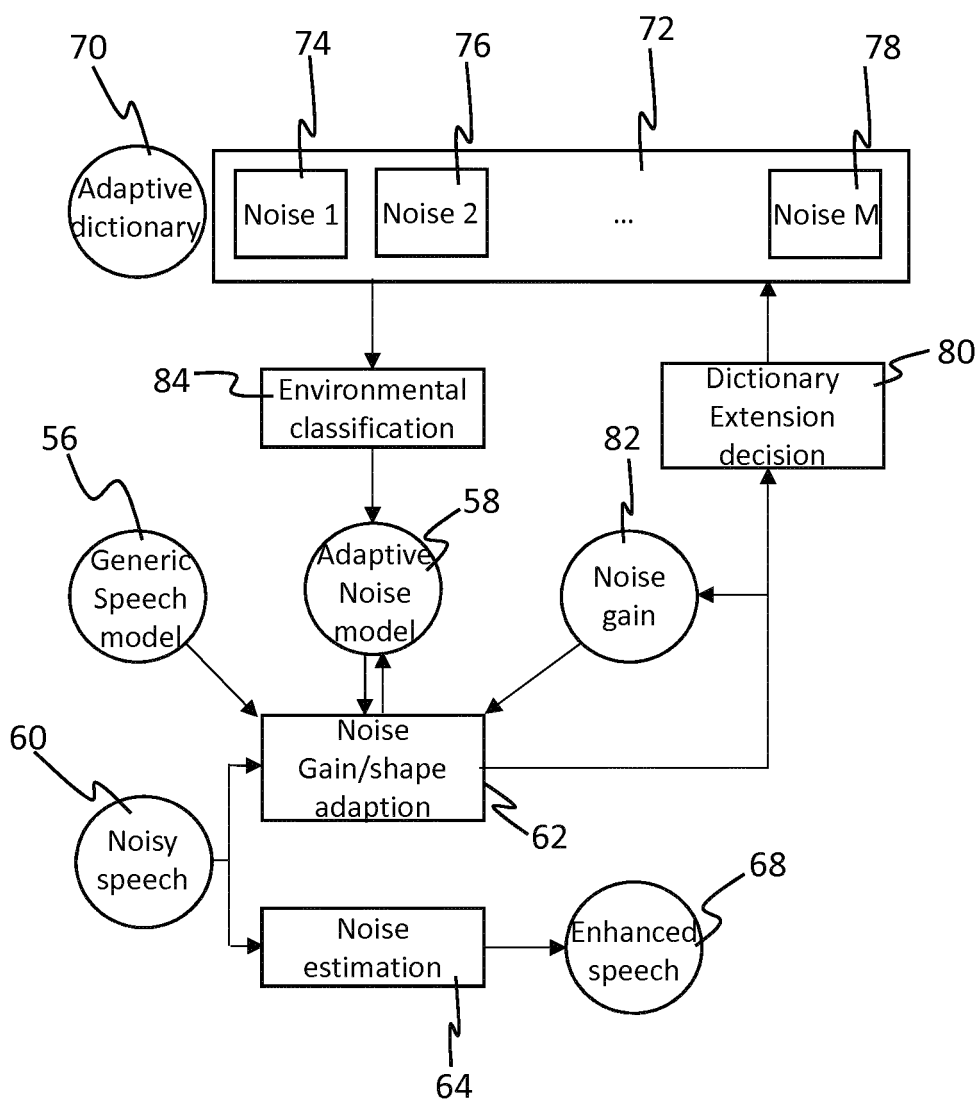 70
74
76
72
78
Adaptive
dictionary
Noise 1
Noise 2
...
Noise M
84
Environmental
classification
80
Dictionary
Extension
decision
56
58
82
Generic
Speech
model
Adaptive
Noise
model
Noise
gain
60
Noise
Gain/shape
adaption
62
Noisy
speech
68
Noise
estimation
Enhanced
speech
64